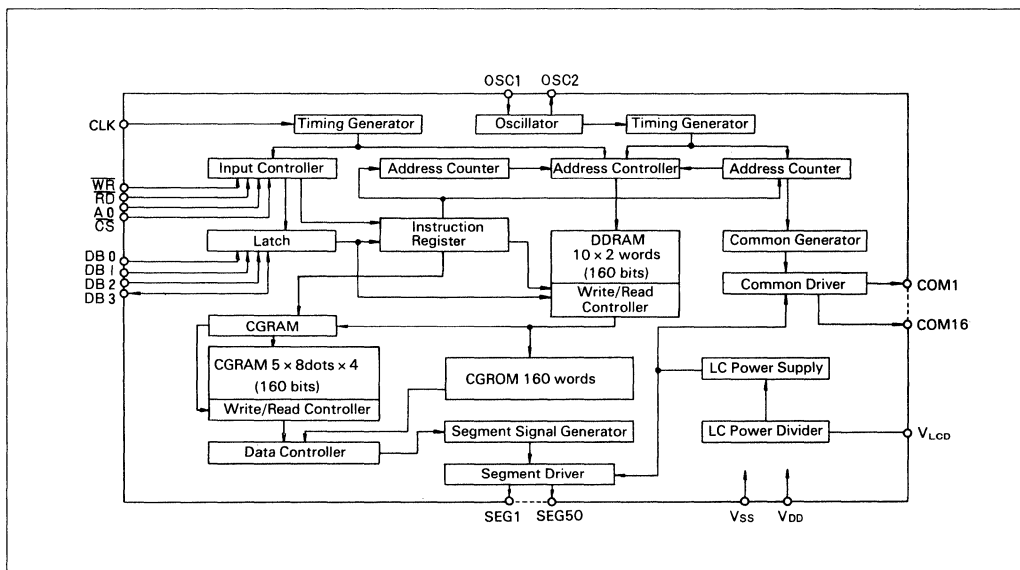 OSC1 OSC2
CLK
Timing Generator
Oscillator
Timing Generator
Input Controller
Address Counter
Address Controller
Address Counter
WR
RD
A0
CS
Latch
Instruction
Register
DDRAM
10 × 2 words
(160 bits)
Write/Read
Controller
Common Generator
DB 0
DB 1
DB 2
DB 3
Common Driver
COM1
COM16
CGRAM
CGRAM 5 × 8dots × 4
(160 bits)
Write/Read Controller
CGROM 160 words
LC Power Supply
LC Power Divider
VLCD
Data Controller
Segment Signal Generator
Segment Driver
SEG1 SEG50
VSS VDD